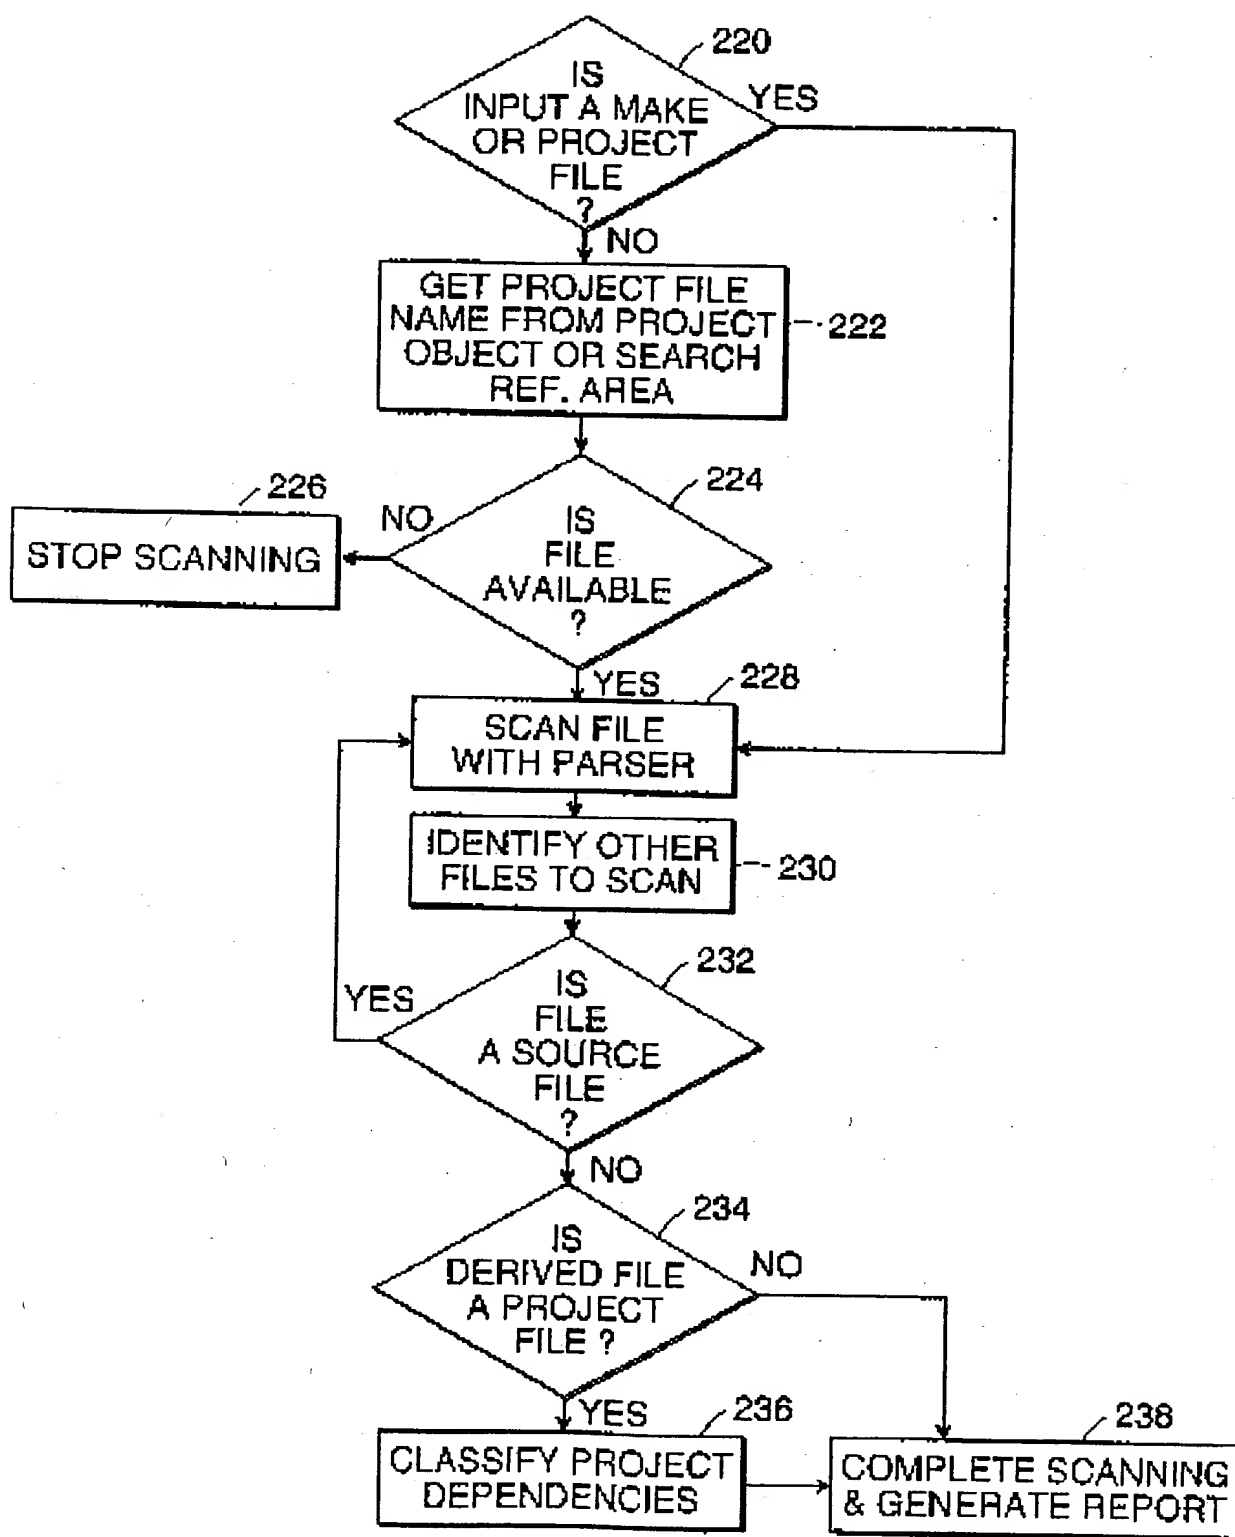 220
IS
INPUT A MAKE
OR PROJECT
FILE
?
YES
NO
GET PROJECT FILE
NAME FROM PROJECT
OBJECT OR SEARCH
REF. AREA
222
224
IS
FILE
AVAILABLE
?
NO
226
STOP SCANNING
YES
228
SCAN FILE
WITH PARSER
IDENTIFY OTHER
FILES TO SCAN
230
232
IS
FILE
A SOURCE
FILE
?
YES
NO
234
IS
DERIVED FILE
A PROJECT
FILE ?
NO
YES
236
CLASSIFY PROJECT
DEPENDENCIES
238
COMPLETE SCANNING
& GENERATE REPORT